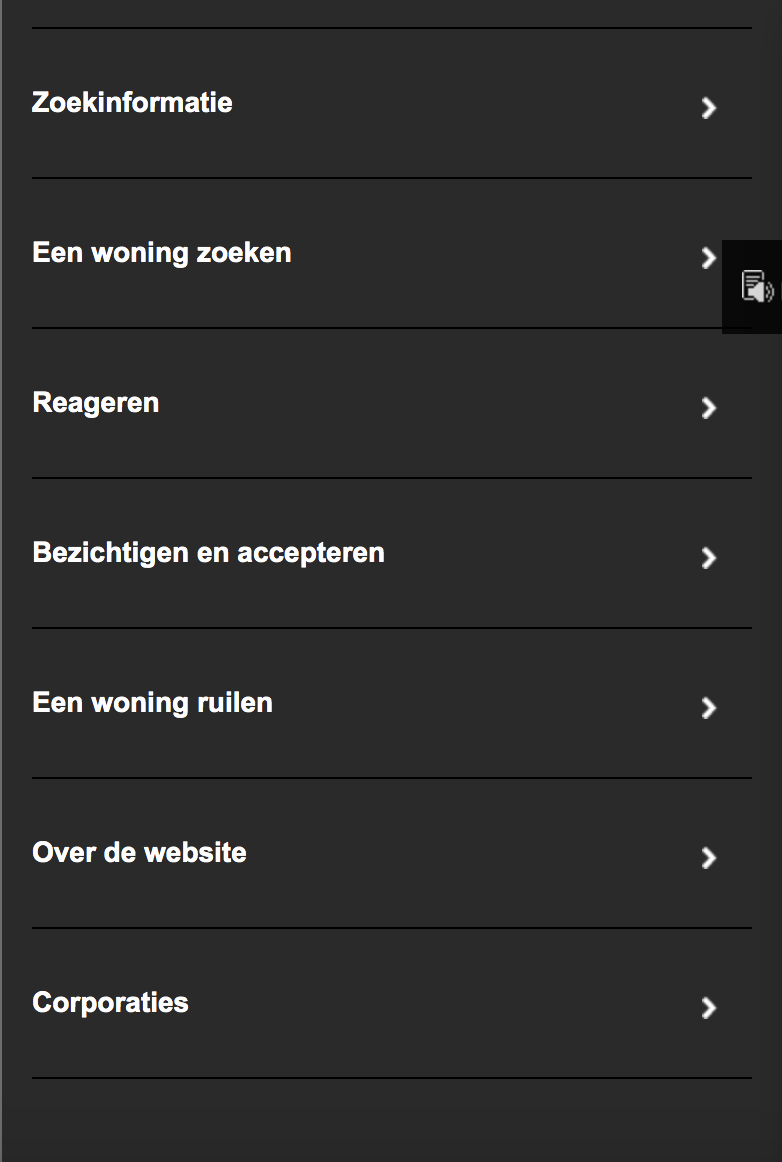 Zoekinformatie
Een woning zoeken
Reageren
Bezichtigen en accepteren
Een woning ruilen
Over de website
Corporaties